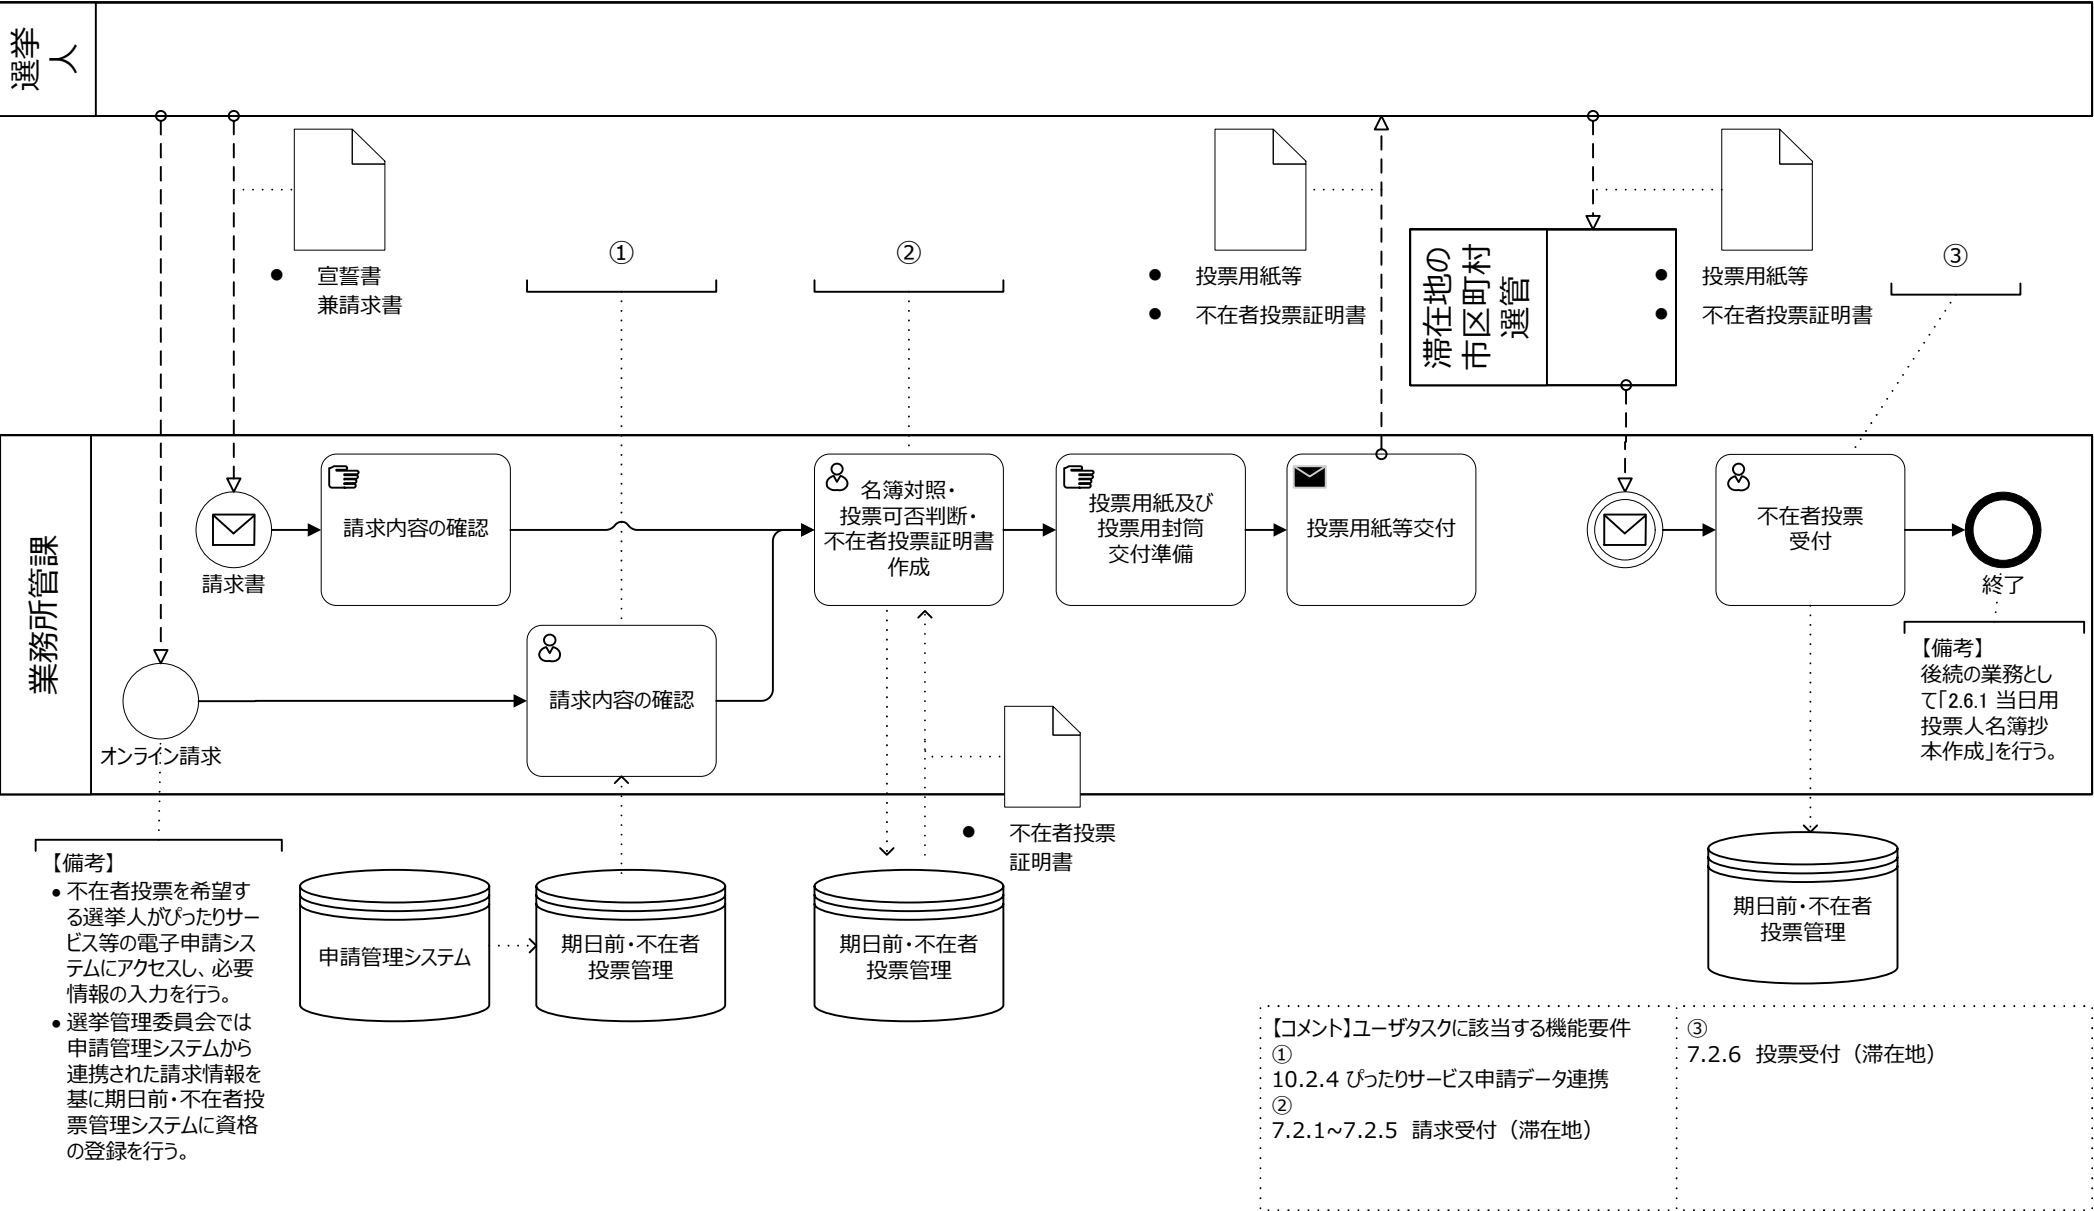 選挙
人
宣誓書
兼請求書
①
②
投票用紙等
不在者投票証明書
滞在地の
市区町村
選管
投票用紙等
不在者投票証明書
③
業務所管課
請求書
請求内容の確認
名簿対照・
投票可否判断・
不在者投票証明書
作成
投票用紙及び
投票用封筒
交付準備
投票用紙等交付
不在者投票
受付
終了
オンライン請求
請求内容の確認
【備考】
後続の業務とし
て「2.6.1 当日用
投票人名簿抄
本作成」を行う。
不在者投票
証明書
【備考】
• 不在者投票を希望す
る選挙人がぴったりサー
ビス等の電子申請シス
テムにアクセスし、必要
情報の入力を行う。
• 選挙管理委員会では
申請管理システムから
連携された請求情報を
基に期日前・不在者投
票管理システムに資格
の登録を行う。
申請管理システム
期日前・不在者
投票管理
期日前・不在者
投票管理
期日前・不在者
投票管理
【コメント】ユーザタスクに該当する機能要件
①
10.2.4 ぴったりサービス申請データ連携
②
7.2.1~7.2.5 請求受付（滞在地）
③
7.2.6 投票受付（滞在地）